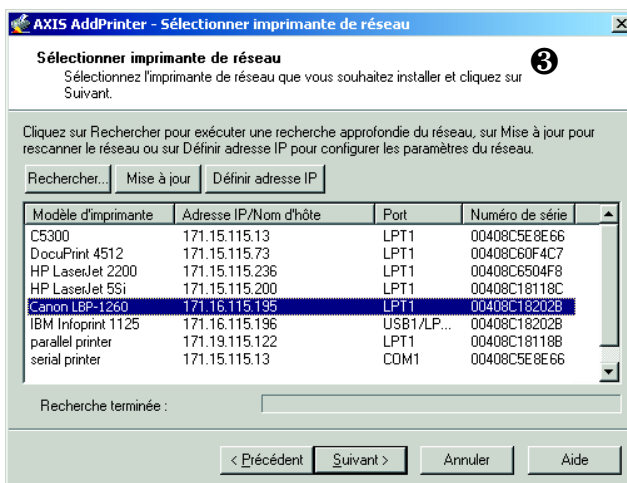 AXIS AddPrinter - Sélectionner imprimante de réseau
Sélectionner imprimante de réseau
Sélectionnez l'imprimante de réseau que vous souhaitez installer et cliquez sur
Suivant.
❸
Cliquez sur Rechercher pour exécuter une recherche approfondie du réseau, sur Mise à jour pour
rescanner le réseau ou sur Définir adresse IP pour configurer les paramètres du réseau.
Rechercher... Mise à jour Définir adresse IP
Modèle d'imprimante Adresse IP/Nom d'hôte Port Numéro de série
C5300 171.15.115.13 LPT1 00408C5E8E66
DocuPrint 4512 171.15.115.73 LPT1 00408C60F4C7
HP LaserJet 2200 171.15.115.236 LPT1 00408C6504F8
HP LaserJet 5Si 171.15.115.200 LPT1 00408C18118C
Canon LBP-1260 171.16.115.195 LPT1 00408C18202B
IBM Infoprint 1125 171.16.115.196 USB1/LP... 00408C18202B
parallel printer 171.19.115.122 LPT1 00408C18118B
serial printer 171.15.115.13 COM1 00408C5E8E66
Recherche terminée :
< Précédent Suivant > Annuler Aide